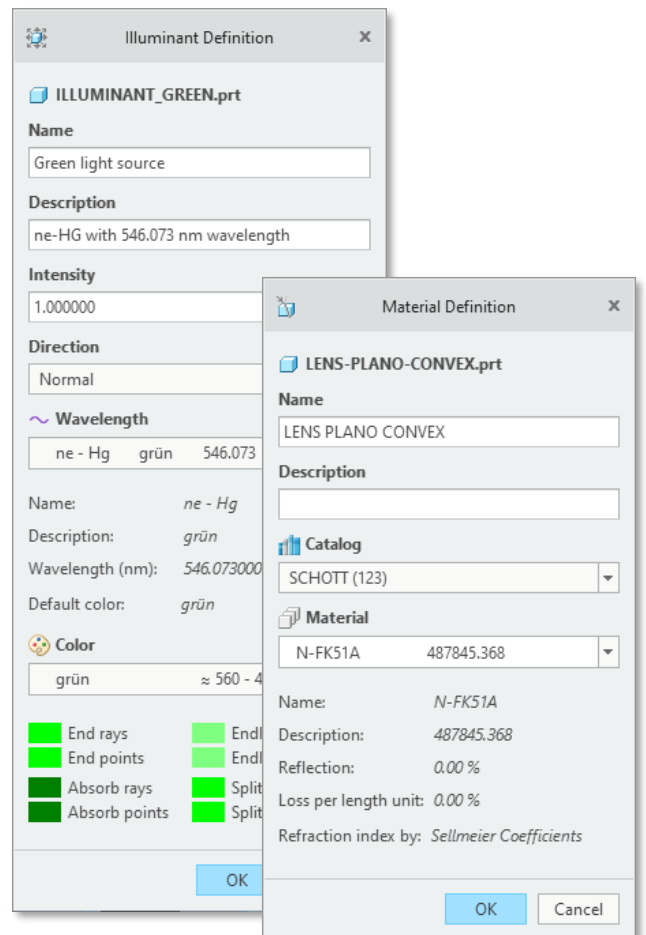 Illuminant Definition
ILLUMINANT_GREEN.prt
Name
Green light source
Description
ne-HG with 546.073 nm wavelength
Intensity
1.000000
Direction
Normal
Wavelength
ne - Hg grün 546.073
Name: ne - Hg
Description: grün
Wavelength (nm): 546.073000
Default color: grün
Color
grün ≈ 560 - 4
End rays Endl
End points Endl
Absorb rays Split
Absorb points Split
OK
Material Definition
LENS-PLANO-CONVEX.prt
Name
LENS PLANO CONVEX
Description
Catalog
SCHOTT (123)
Material
N-FK51A 487845.368
Name: N-FK51A
Description: 487845.368
Reflection: 0.00 %
Loss per length unit: 0.00 %
Refraction index by: Sellmeier Coefficients
OK Cancel